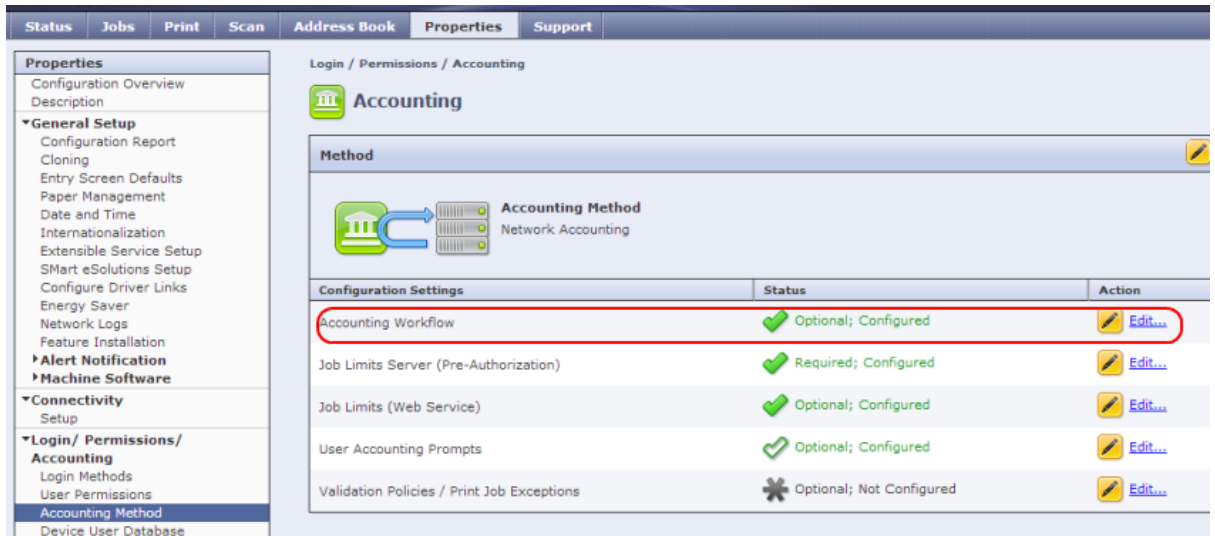 Status Jobs Print Scan Address Book Properties Support
Properties
Configuration Overview
Description
General Setup
Configuration Report
Cloning
Entry Screen Defaults
Paper Management
Date and Time
Internationalization
Extensible Service Setup
SMart eSolutions Setup
Configure Driver Links
Energy Saver
Network Logs
Feature Installation
Alert Notification
Machine Software
Connectivity
Setup
Login/ Permissions/
Accounting
Login Methods
User Permissions
Accounting Method
Device User Database
Login / Permissions / Accounting
Accounting
Method
Accounting Method
Network Accounting
Configuration Settings Status Action
Accounting Workflow Optional; Configured Edit...
Job Limits Server (Pre-Authorization) Required; Configured Edit...
Job Limits (Web Service) Optional; Configured Edit...
User Accounting Prompts Optional; Configured Edit...
Validation Policies / Print Job Exceptions Optional; Not Configured Edit...